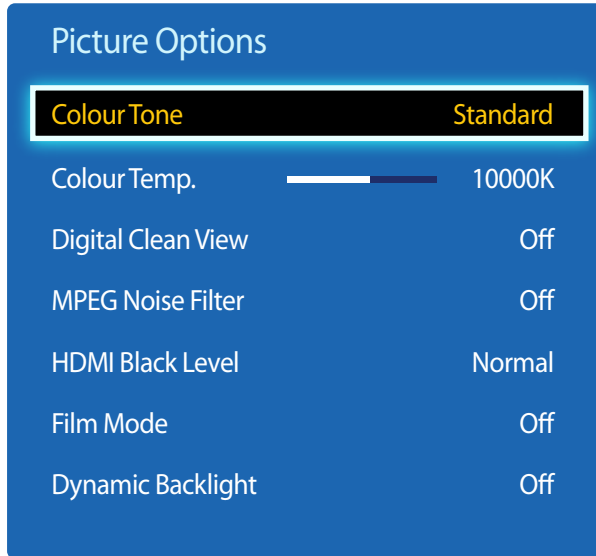 Picture Options
Colour Tone Standard
Colour Temp. 10000K
Digital Clean View Off
MPEG Noise Filter Off
HDMI Black Level Normal
Film Mode Off
Dynamic Backlight Off